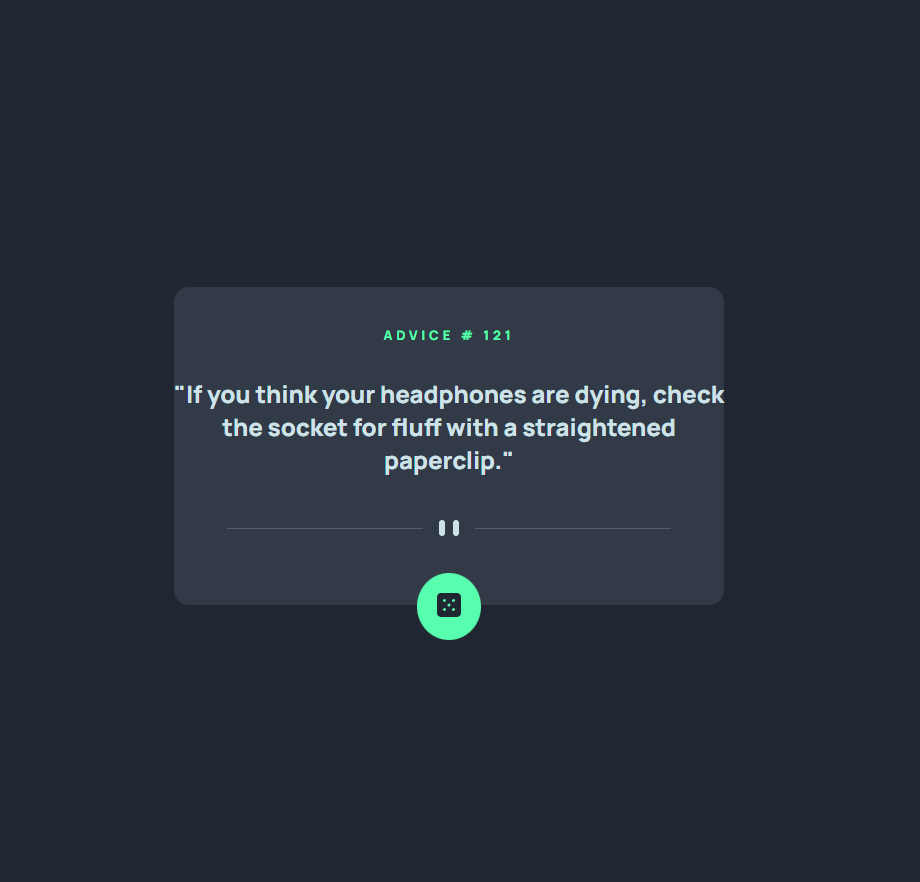 ADVICE # 121
"If you think your headphones are dying, check
the socket for fluff with a straightened
paperclip."